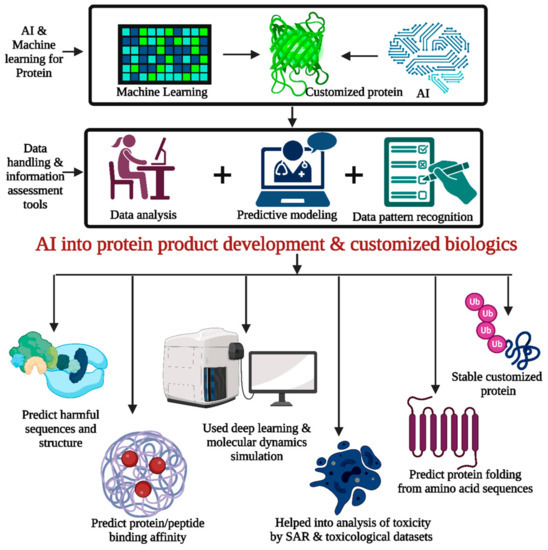 AI &
Machine
learning for
Protein
Machine Learning
Customized protein
AI
Data
handling &
information
assessment
tools
Data analysis
Predictive modeling
Data pattern recognition
AI into protein product development & customized biologics
Predict harmful
sequences and
structure
Predict protein/peptide
binding affinity
Used deep learning &
molecular dynamics
simulation
Helped into analysis of toxicity
by SAR & toxicological datasets
Ub
Ub
Ub
Ub
Stable customized
protein
Predict protein folding
from amino acid sequences